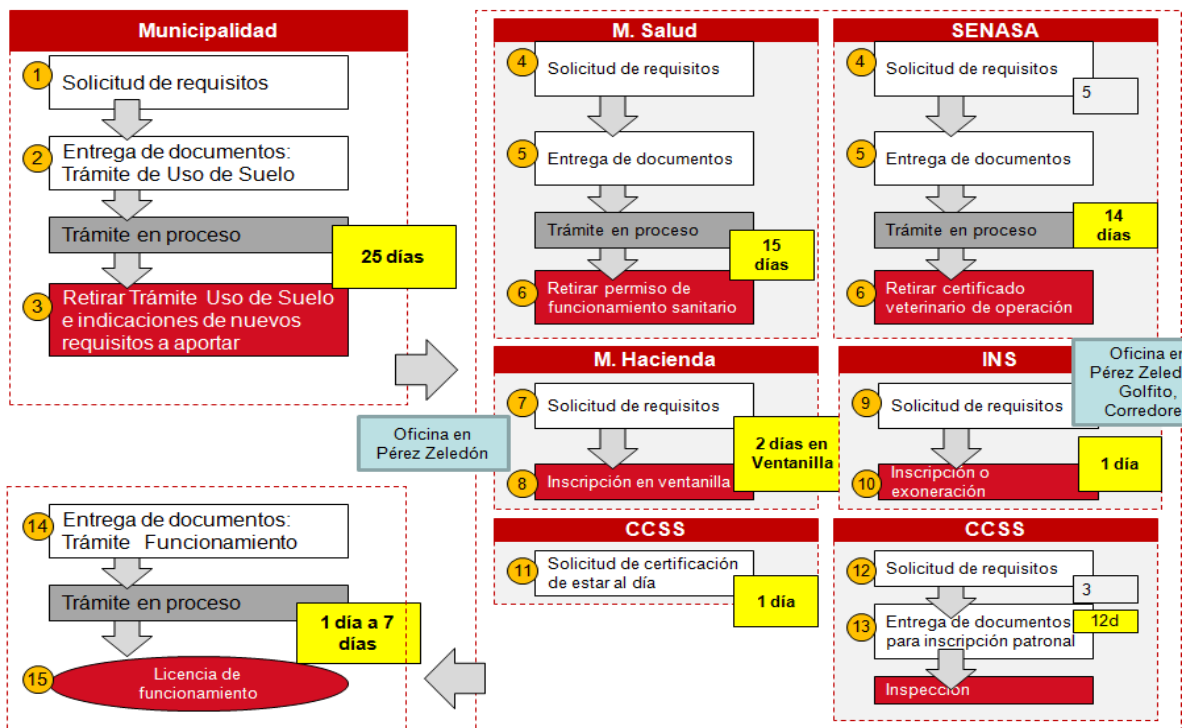 Municipalidad
1
Solicitud de requisitos
2
Entrega de documentos:
Trámite de Uso de Suelo
Trámite en proceso
25 días
3
Retirar Trámite Uso de Suelo
e indicaciones de nuevos
requisitos a aportar
M. Salud
4
Solicitud de requisitos
5
Entrega de documentos
Trámite en proceso
15
días
6
Retirar permiso de
funcionamiento sanitario
SENASA
4
Solicitud de requisitos
5
5
Entrega de documentos
Trámite en proceso
14
días
6
Retirar certificado
veterinario de operación
M. Hacienda
7
Solicitud de requisitos
2 días en
Ventanilla
8
Inscripción en ventanilla
Oficina en
Pérez Zeledón
INS
9
Solicitud de requisitos
Oficina en
Pérez Zeledó
Golfito,
Corredore
1 día
10
Inscripción o
exoneración
CCSS
11
Solicitud de certificación
de estar al día
1 día
CCSS
12
Solicitud de requisitos
3
13
Entrega de documentos
para inscripción patronal
12d
Inspección
14
Entrega de documentos:
Trámite Funcionamiento
Trámite en proceso
1 día a 7
días
15
Licencia de
funcionamiento